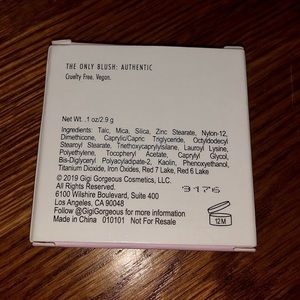 THE ONLY BLUSH: AUTHENTIC
Cruelty Free, Vegan.
Net Wt. .1 oz/2.9 g
Ingredients: Talc, Mica, Silica, Zinc Stearate, Nylon-12,
Dimethicone, Caprylic/Capric Triglyceride, Octyldodecyl
Stearoyl Stearate, Triethoxycaprylylsilane, Lauroyl Lysine,
Polyethylene, Tocopheryl Acetate, Caprylyl Glycol,
Bis-Diglyceryl Polyacyladipate-2, Kaolin, Phenoxyethanol,
Titanium Dioxide, Iron Oxides, Red 7 Lake, Red 6 Lake
© 2019 Gigi Gorgeous Cosmetics, LLC.
All Rights Reserved.
6100 Wilshire Boulevard, Suite 400
Los Angeles, CA 90048
Follow @GigiGorgeous on Instagram
Made in China 010101 Not For Resale
12M